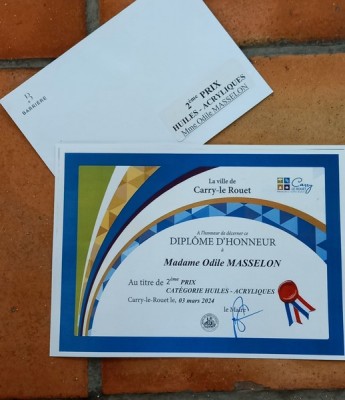 B
BARRIÈRE
2ème PRIX
HUILES - ACRYLIQUES
Mme Odile MASSELON
La ville de
Carry-le Rouet
Carry
A l'honneur de décerner ce
DIPLÔME D'HONNEUR
à
Madame Odile MASSELON
Au titre de 2ème PRIX
CATÉGORIE HUILES - ACRYLIQUES
Carry-le-Rouet le, 03 mars 2024
le Maire